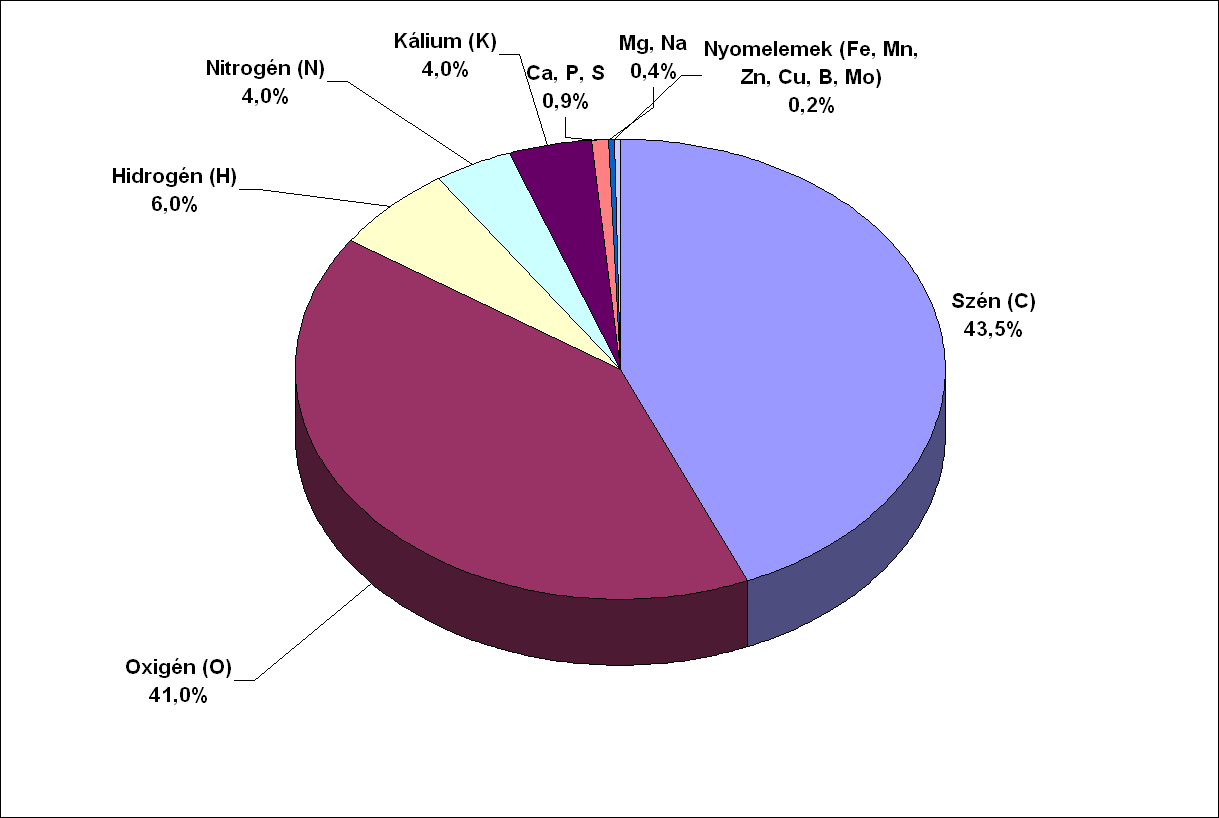 Kálium (K)
4,0%
Nitrogén (N)
4,0%
Hidrogén (H)
6,0%
Ca, P, S
0,9%
Mg, Na
0,4%
Nyomelemek (Fe, Mn,
Zn, Cu, B, Mo)
0,2%
Szén (C)
43,5%
Oxigén (O)
41,0%